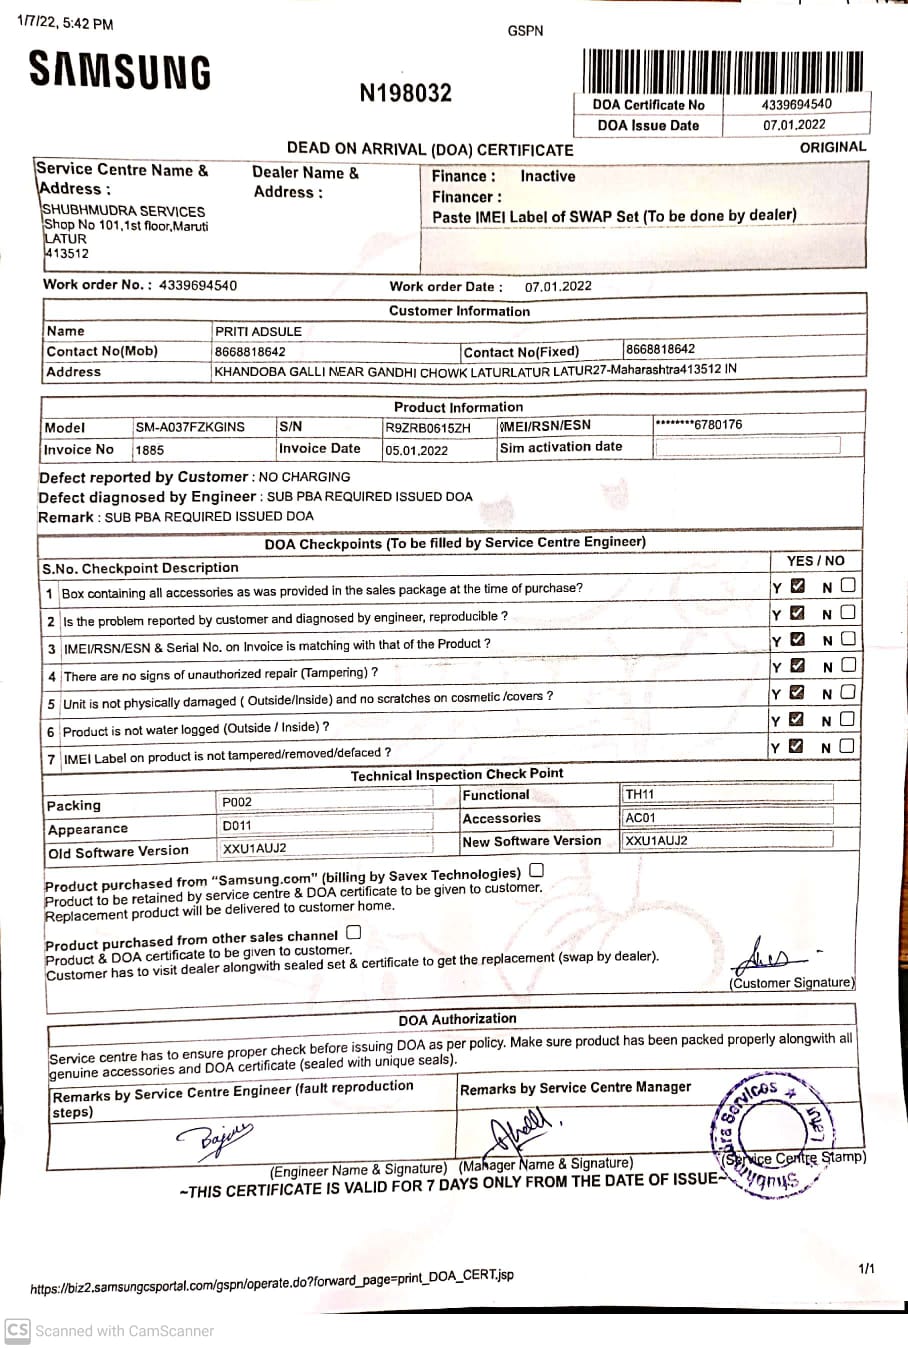 1/7/22, 5:42 PM
GSPN
SAMSUNG
N198032
DOA Certificate No 4339694540
DOA Issue Date 07.01.2022
DEAD ON ARRIVAL (DOA) CERTIFICATE
ORIGINAL
Service Centre Name & Address :
SHUBHMUDRA SERVICES
Shop No 101,1st floor,Maruti
LATUR
413512
Dealer Name & Address :
Finance : Inactive
Financer :
Paste IMEI Label of SWAP Set (To be done by dealer)
Work order No. : 4339694540
Work order Date : 07.01.2022
Customer Information
Name PRITI ADSULE
Contact No(Mob) 8668818642 Contact No(Fixed) 8668818642
Address KHANDOBA GALLI NEAR GANDHI CHOWK LATURLATUR LATUR27-Maharashtra413512 IN
Product Information
Model SM-A037FZKGINS S/N R9ZRB0615ZH IMEI/RSN/ESN ********6780176
Invoice No 1885 Invoice Date 05.01.2022 Sim activation date
Defect reported by Customer : NO CHARGING
Defect diagnosed by Engineer : SUB PBA REQUIRED ISSUED DOA
Remark : SUB PBA REQUIRED ISSUED DOA
DOA Checkpoints (To be filled by Service Centre Engineer)
S.No. Checkpoint Description YES / NO
1 Box containing all accessories as was provided in the sales package at the time of purchase? Y N
2 Is the problem reported by customer and diagnosed by engineer, reproducible ? Y N
3 IMEI/RSN/ESN & Serial No. on Invoice is matching with that of the Product ? Y N
4 There are no signs of unauthorized repair (Tampering) ? Y N
5 Unit is not physically damaged ( Outside/Inside) and no scratches on cosmetic /covers ? Y N
6 Product is not water logged (Outside / Inside) ? Y N
7 IMEI Label on product is not tampered/removed/defaced ? Y N
Technical Inspection Check Point
Packing P002 Functional TH11
Appearance D011 Accessories AC01
Old Software Version XXU1AUJ2 New Software Version XXU1AUJ2
Product purchased from “Samsung.com” (billing by Savex Technologies)
Product to be retained by service centre & DOA certificate to be given to customer.
Replacement product will be delivered to customer home.
Product purchased from other sales channel
Product & DOA certificate to be given to customer.
Customer has to visit dealer alongwith sealed set & certificate to get the replacement (swap by dealer).
(Customer Signature)
DOA Authorization
Service centre has to ensure proper check before issuing DOA as per policy. Make sure product has been packed properly alongwith all
genuine accessories and DOA certificate (sealed with unique seals).
Remarks by Service Centre Engineer (fault reproduction
steps)
Remarks by Service Centre Manager
(Engineer Name & Signature) (Manager Name & Signature) (Service Centre Stamp)
~THIS CERTIFICATE IS VALID FOR 7 DAYS ONLY FROM THE DATE OF ISSUE~
https://biz2.samsungcsportal.com/gspn/operate.do?forward_page=print_DOA_CERT.jsp
1/1
CS Scanned with CamScanner